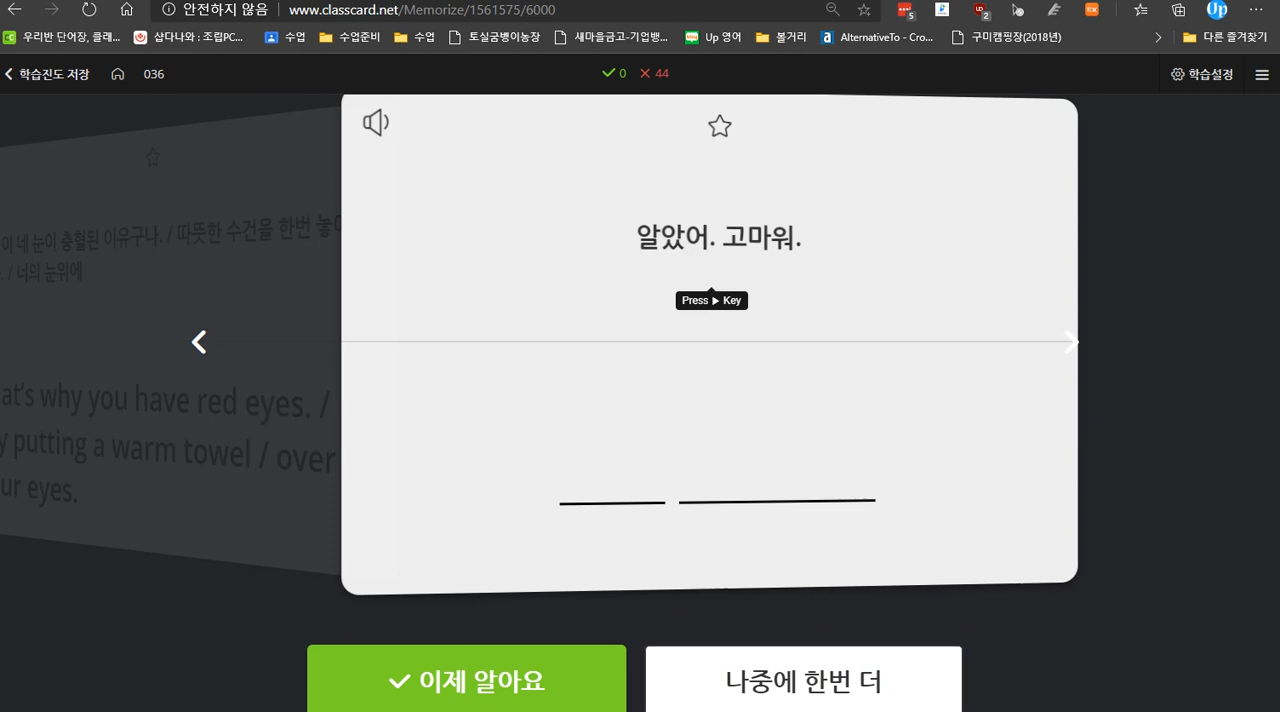 안전하지 않음 | www.classcard.net/Memorize/1561575/6000
5
2
Up
우리반 단어장, 클래... 샵다나와 : 조립PC... 수업 수업준비 수업 토실굼벵이농장 새마을금고-기업뱅... Up 영어 볼거리 AlternativeTo - Cro... 구미캠핑장(2018년) 다른 즐겨찾기
학습진도 저장 036 0 44 학습설정
이 네 눈이 충혈된 이유구나. / 따뜻한 수건을 한번 놓
. / 너의 눈위에
at's why you have red eyes. /
y putting a warm towel / over
ur eyes.
알았어. 고마워.
Press ▶ Key
이제 알아요
나중에 한번 더